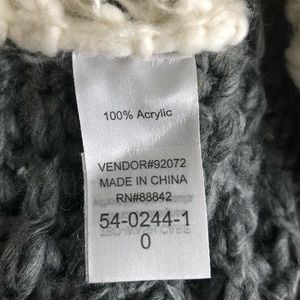 100% Acrylic
VENDOR#92072
MADE IN CHINA
RN#88842
54-0244-1
0